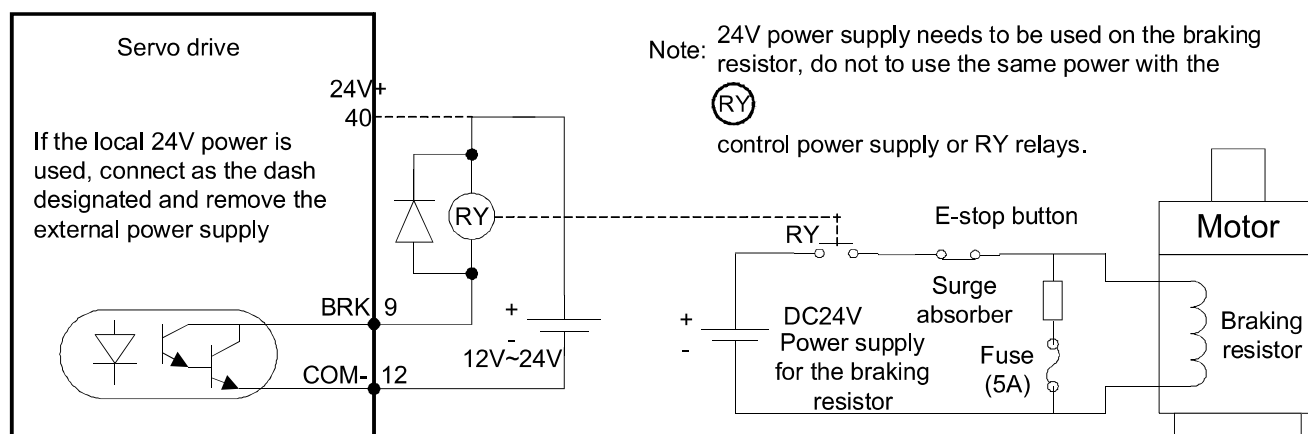 Servo drive
Note:
24V power supply needs to be used on the braking
resistor, do not to use the same power with the
RY
control power supply or RY relays.
24V+
40
If the local 24V power is
used, connect as the dash
designated and remove the
external power supply
RY
RY
E-stop button
Motor
BRK 9
+
-
12V~24V
COM- 12
+
-
DC24V
Power supply
for the braking
resistor
Surge
absorber
Fuse
(5A)
Braking
resistor